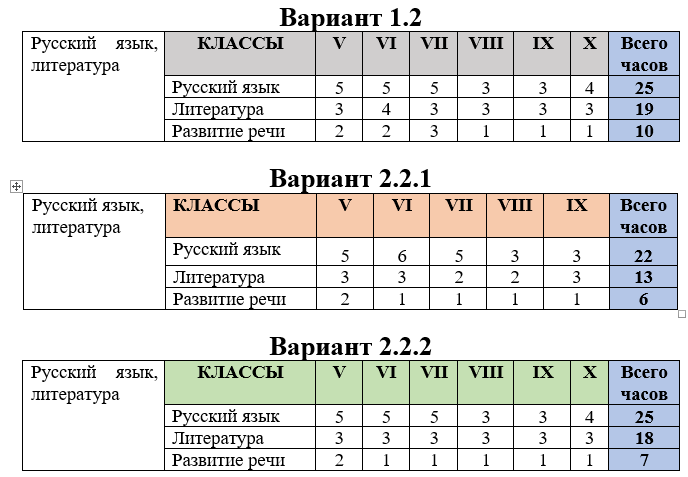 Вариант 1.2
Русский язык, литература КЛАССЫ V VI VII VIII IX X Всего часов
Русский язык 5 5 5 3 3 4 25
Литература 3 4 3 3 3 3 19
Развитие речи 2 2 3 1 1 1 10
Вариант 2.2.1
Русский язык, литература КЛАССЫ V VI VII VIII IX Всего часов
Русский язык 5 6 5 3 3 22
Литература 3 3 2 2 3 13
Развитие речи 2 1 1 1 1 6
Вариант 2.2.2
Русский язык, литература КЛАССЫ V VI VII VIII IX X Всего часов
Русский язык 5 5 5 3 3 4 25
Литература 3 3 3 3 3 3 18
Развитие речи 2 1 1 1 1 1 7